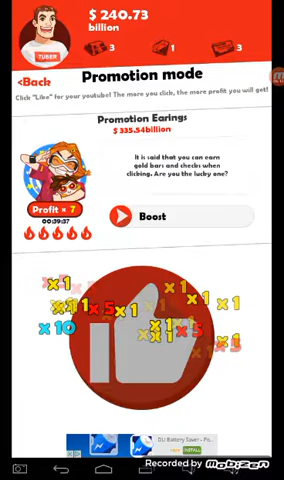 $ 240.73
billion
TUBER
3
1
3
<Back
Promotion mode
Click "Like" for your youtube! The more you click, the more profit you will get!
Promotion Earings
$ 335.54billion
It is said that you can earn
gold bars and checks when
clicking. Are you the lucky one?
Profit × 7
00:39:37
Boost
x 1
x 1
x 1
x 1
x 1
x 5
x 1
x 10
x 1
x 1
x 5
x 1
x 5
DU Battery Saver - Po...
INSTALL
Recorded by mobizen